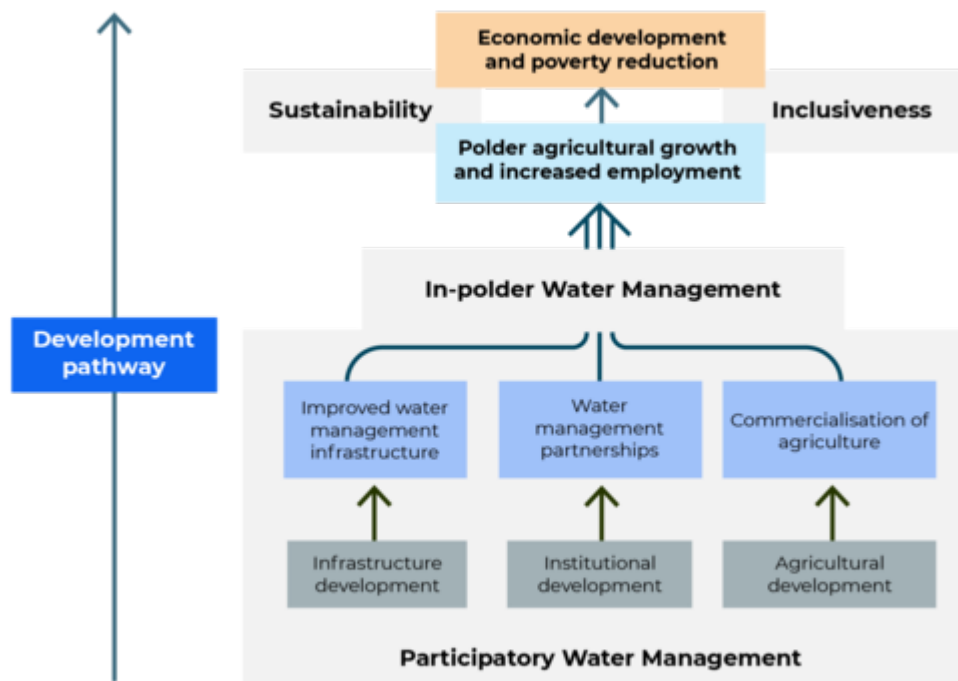 Economic development
and poverty reduction
Sustainability
Inclusiveness
Polder agricultural growth
and increased employment
In-polder Water Management
Development
pathway
Improved water
management
infrastructure
Water
management
partnerships
Commercialisation of
agriculture
Infrastructure
development
Institutional
development
Agricultural
development
Participatory Water Management